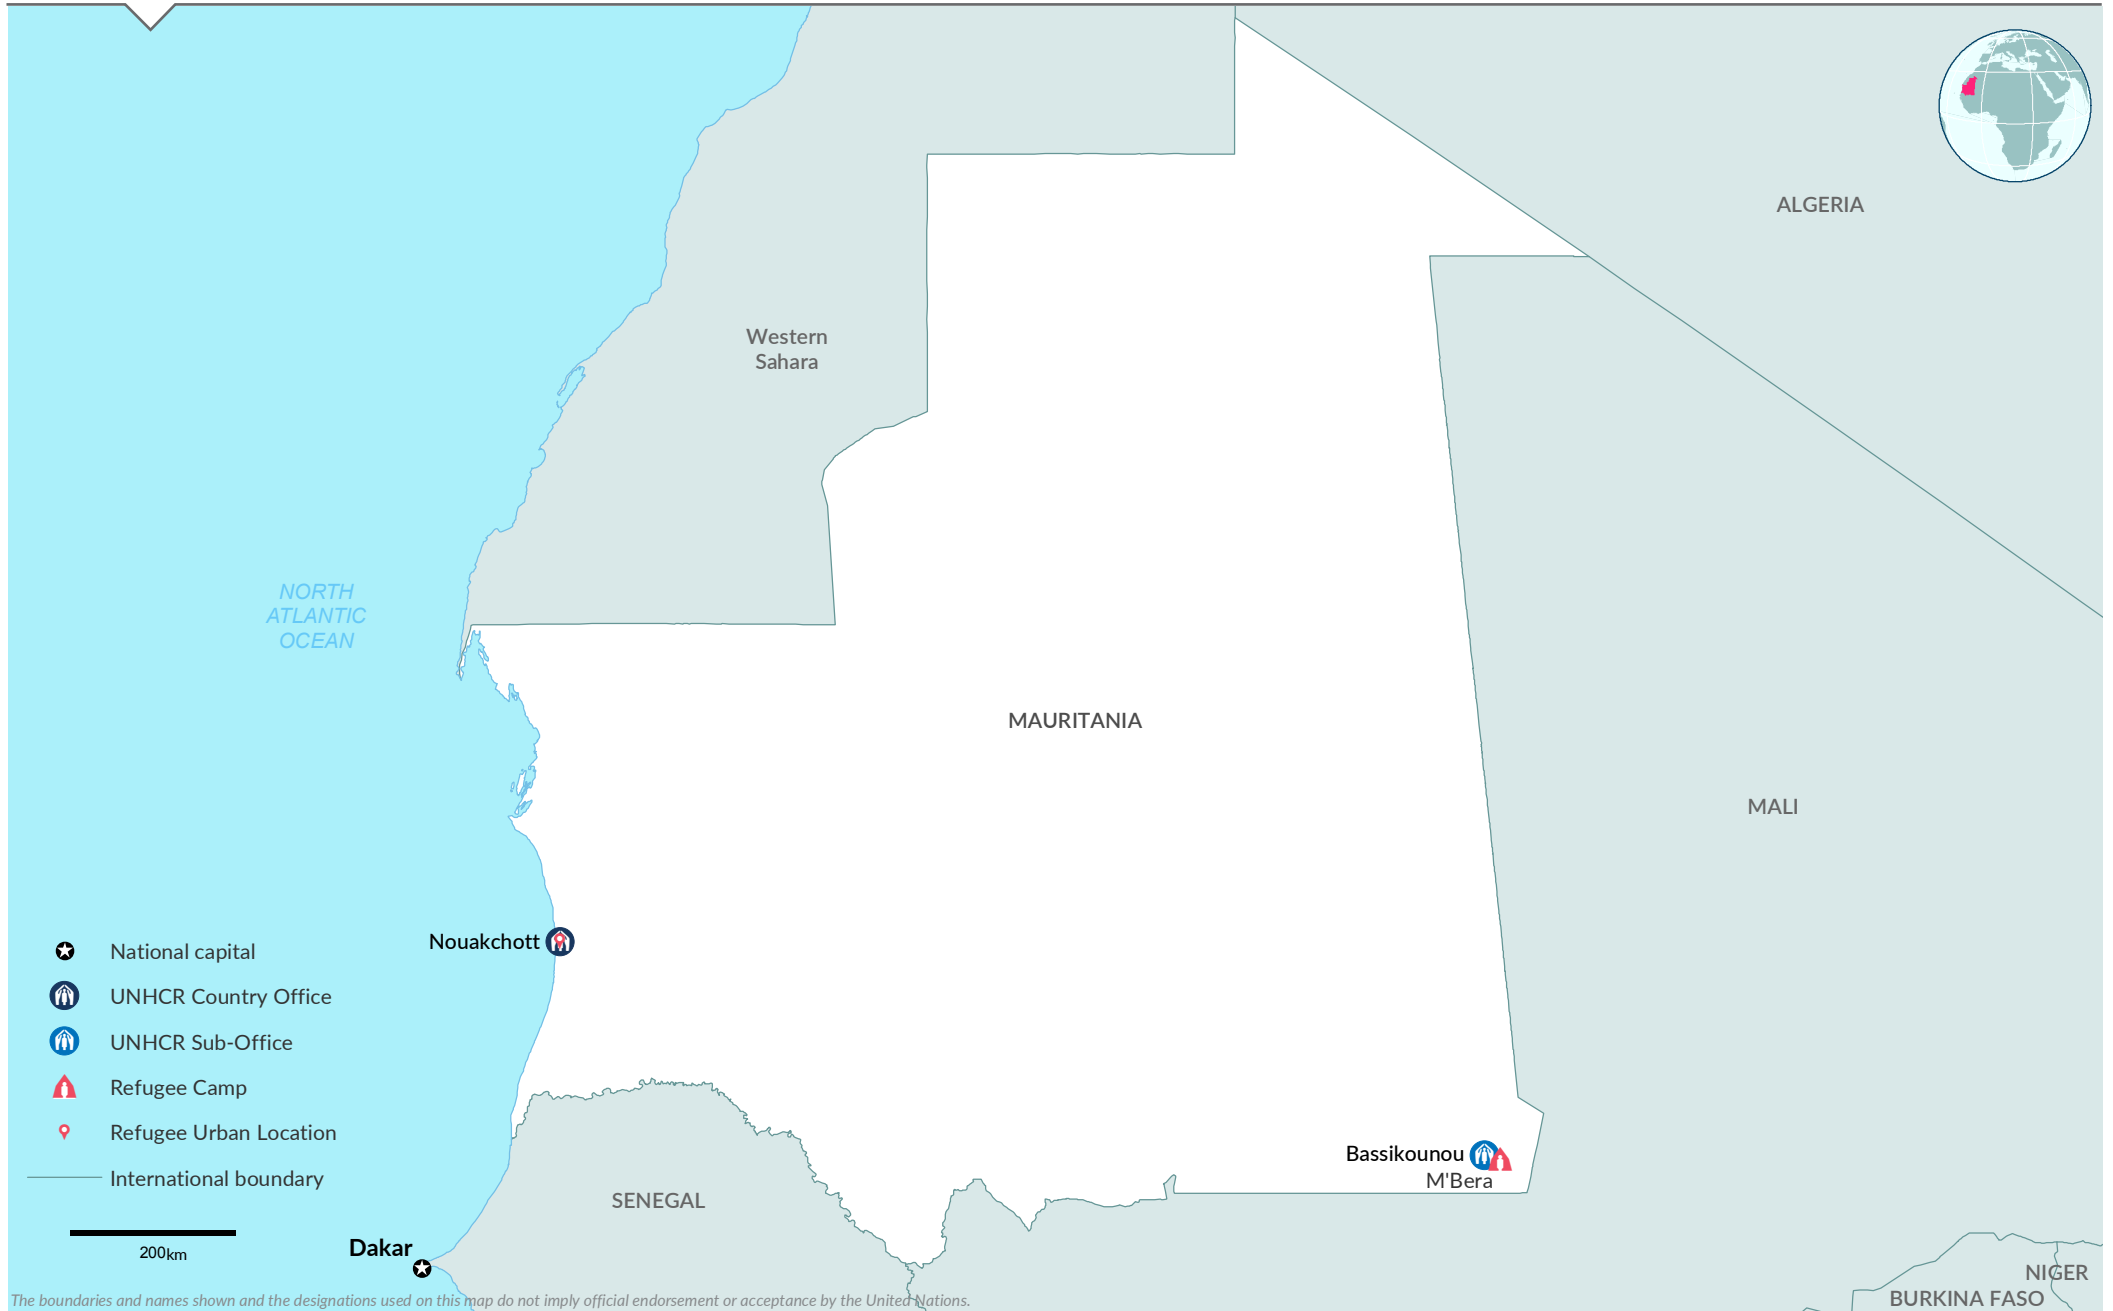 ALGERIA
Western
Sahara
NORTH
ATLANTIC
OCEAN
MAURITANIA
MALI
Nouakchott
National capital
UNHCR Country Office
UNHCR Sub-Office
Refugee Camp
Refugee Urban Location
International boundary
200km
Bassikounou
M'Bera
SENEGAL
Dakar
NIGER
BURKINA FASO
The boundaries and names shown and the designations used on this map do not imply official endorsement or acceptance by the United Nations.